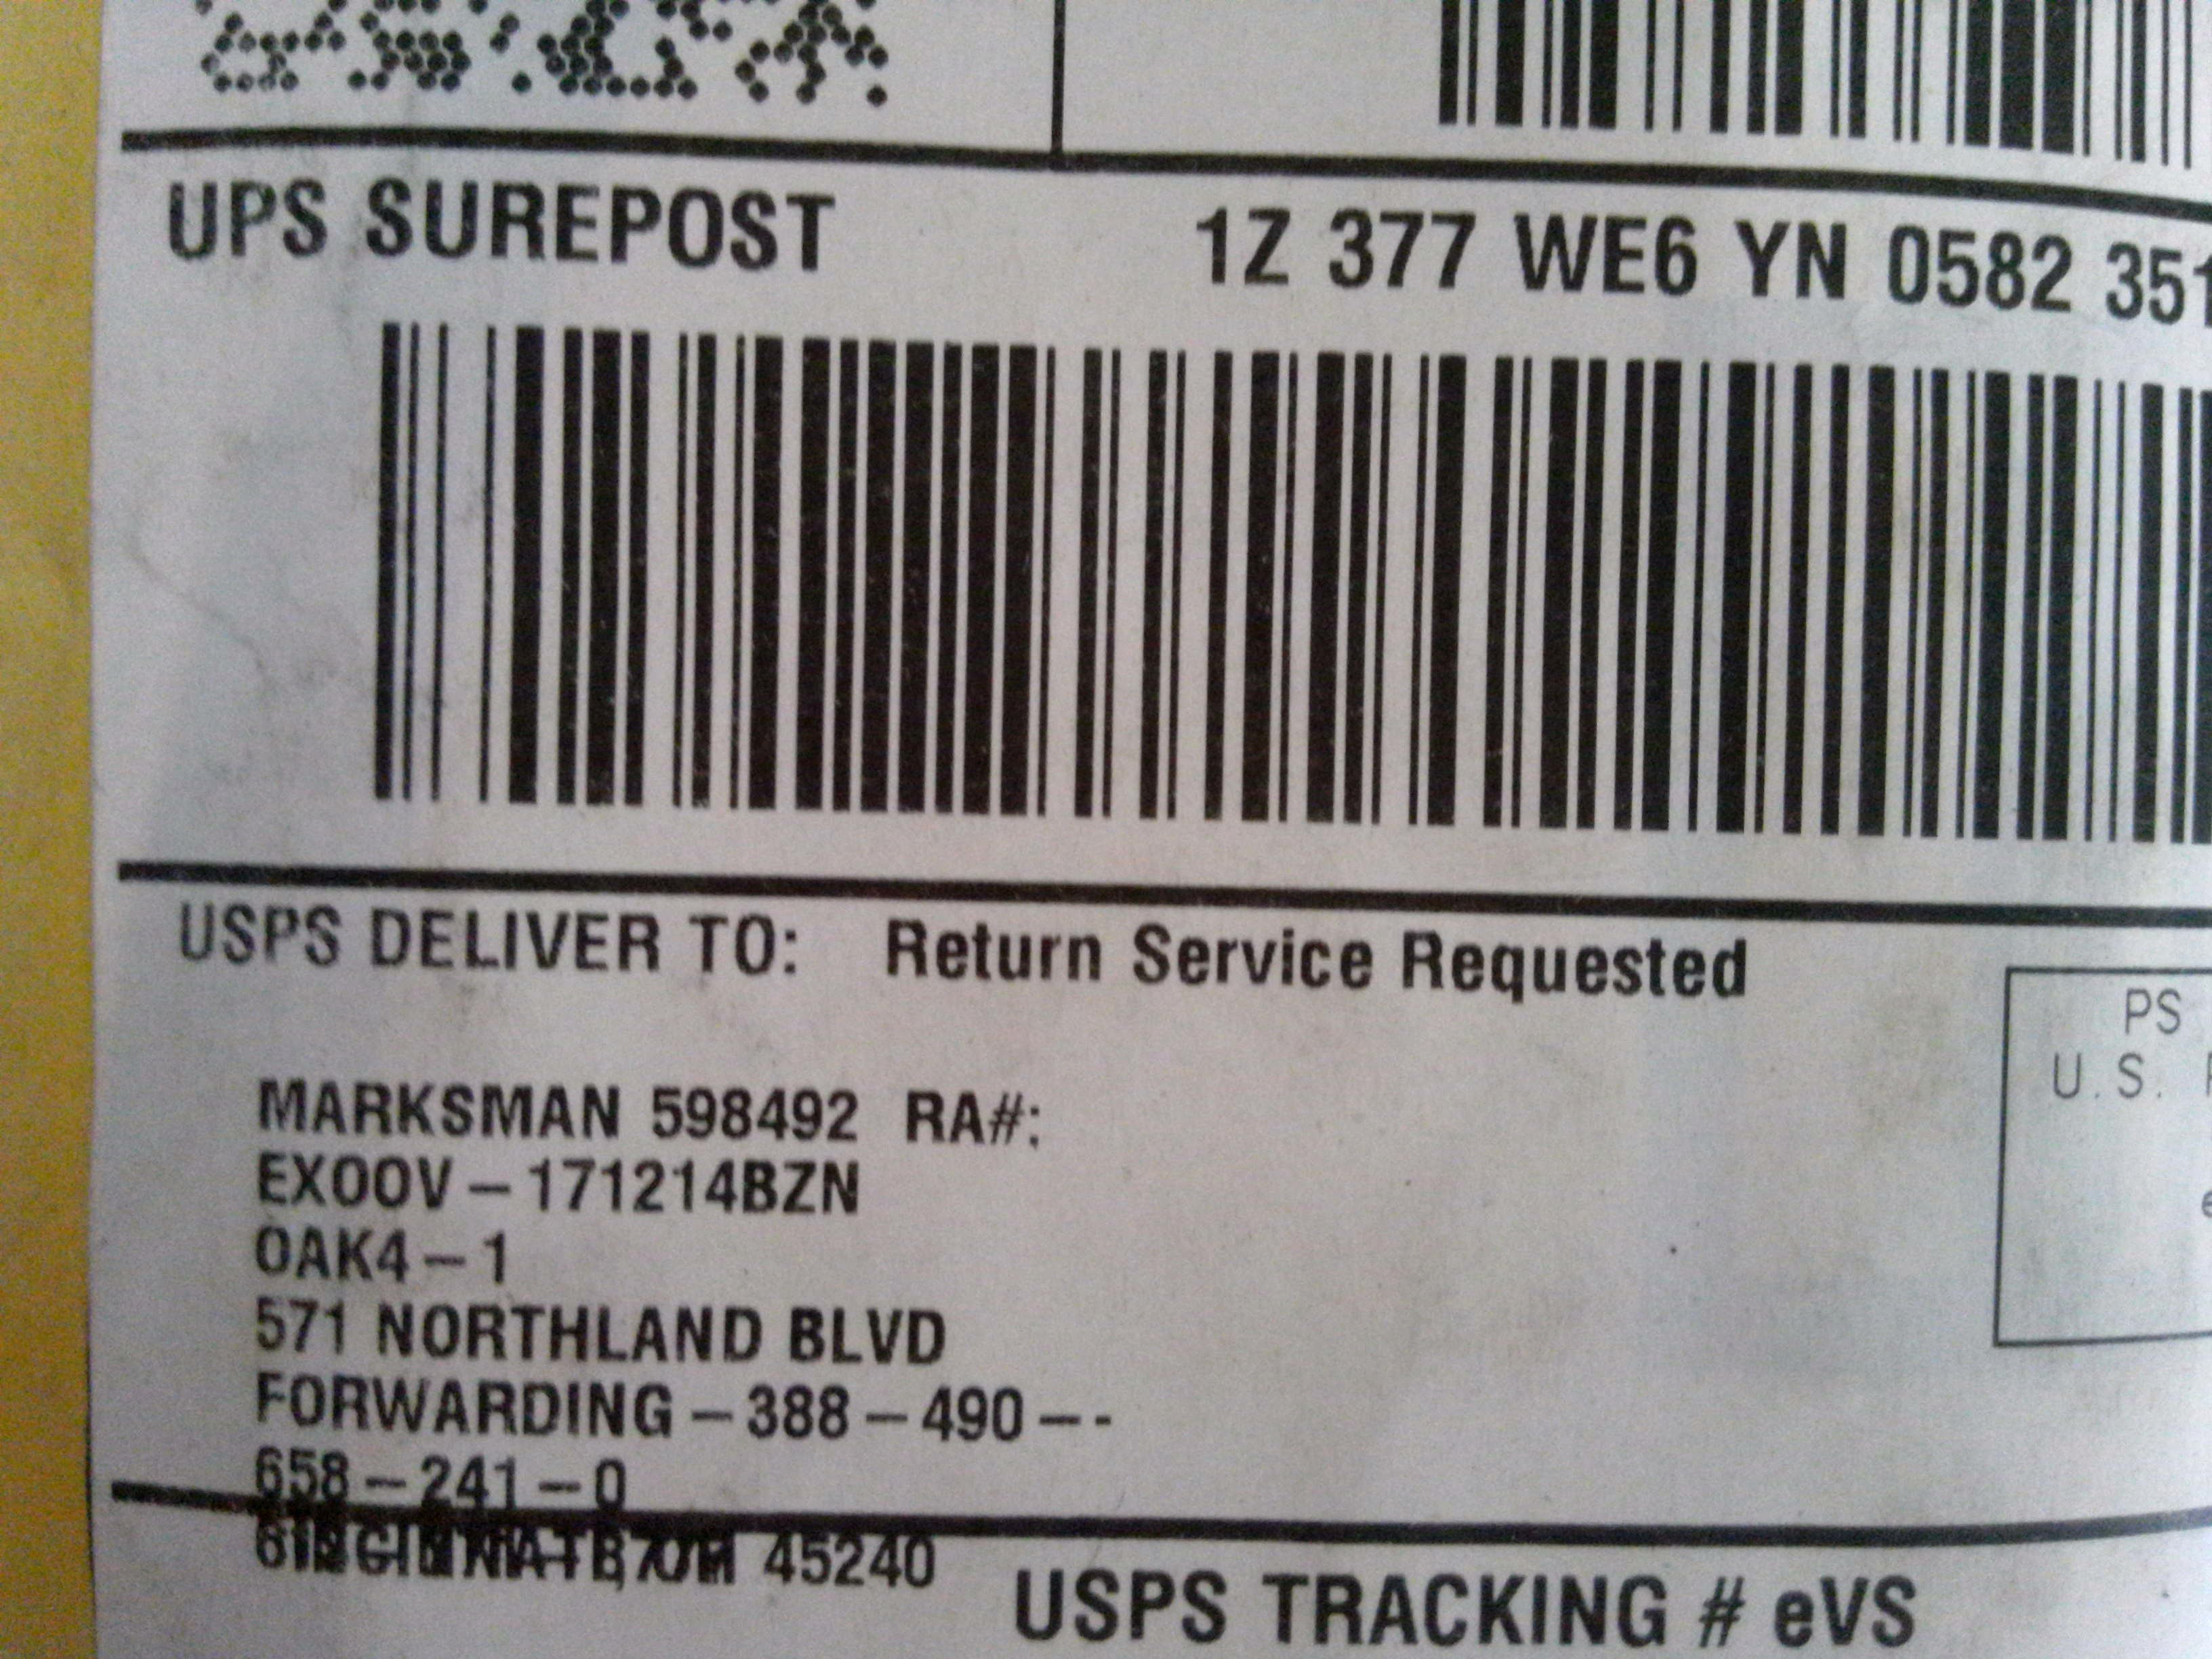 UPS SUREPOST 1Z 377 WE6 YN 0582 351
USPS DELIVER TO: Return Service Requested
PS
U.S.
MARKSMAN 598492 RA#:
EXOOV-171214BZN
OAK4-1
571 NORTHLAND BLVD
FORWARDING-388-490--
658-241-0
45240
USPS TRACKING # eVS